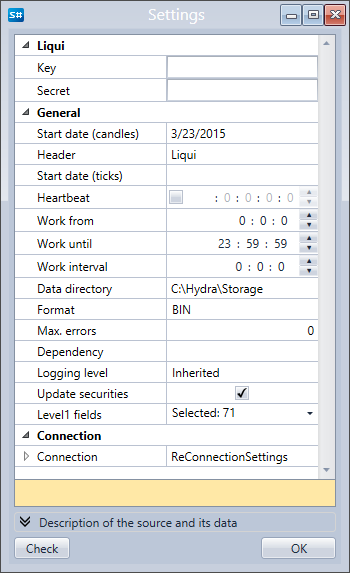 S# Settings
Liqui
Key
Secret
General
Start date (candles) 3/23/2015
Header Liqui
Start date (ticks)
Heartbeat : 0 : 0 : 0 : 0
Work from 0 : 0 : 0
Work until 23 : 59 : 59
Work interval 0 : 0 : 0
Data directory C:\Hydra\Storage
Format BIN
Max. errors 0
Dependency
Logging level Inherited
Update securities
Level1 fields Selected: 71
Connection
Connection ReConnectionSettings
Description of the source and its data
Check OK